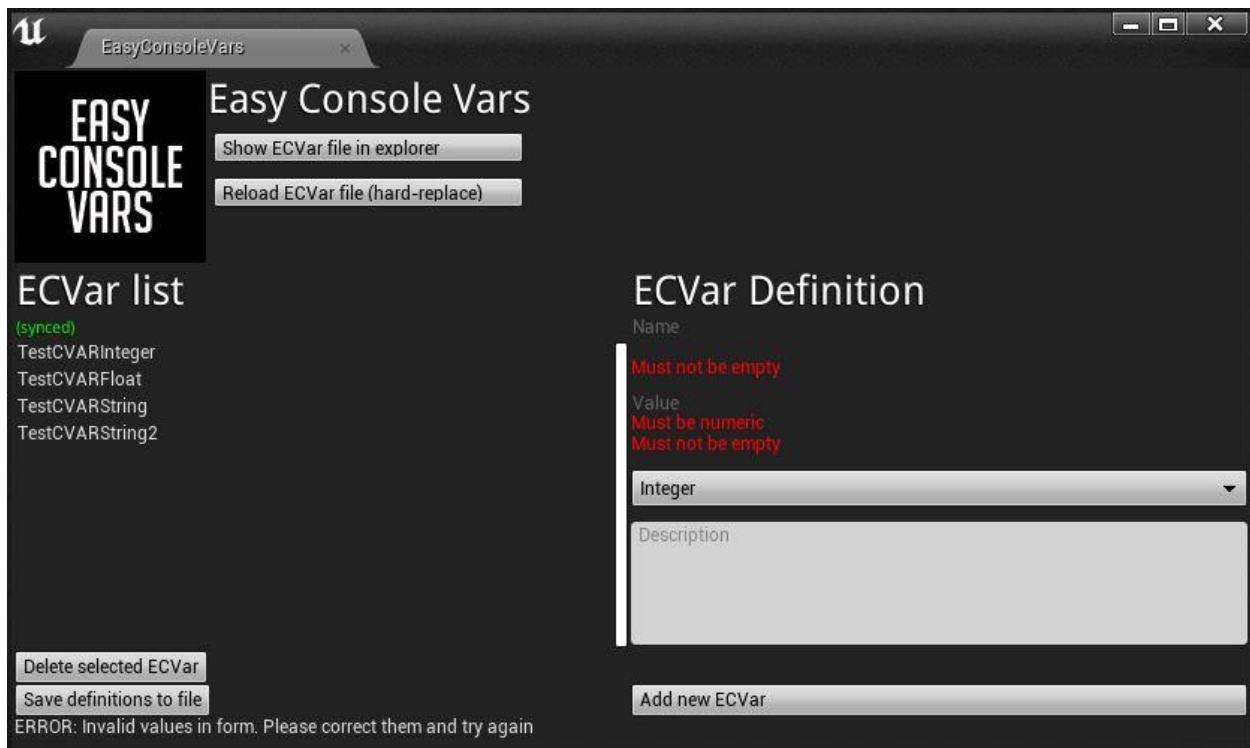 EasyConsoleVars
EASY
CONSOLE
VARS
Easy Console Vars
Show ECVar file in explorer
Reload ECVar file (hard-replace)
ECVar list
(synced)
TestCVARInteger
TestCVARFloat
TestCVARString
TestCVARString2
Delete selected ECVar
Save definitions to file
ERROR: Invalid values in form. Please correct them and try again
ECVar Definition
Name
Must not be empty
Value
Must be numeric
Must not be empty
Integer
Description
Add new ECVar